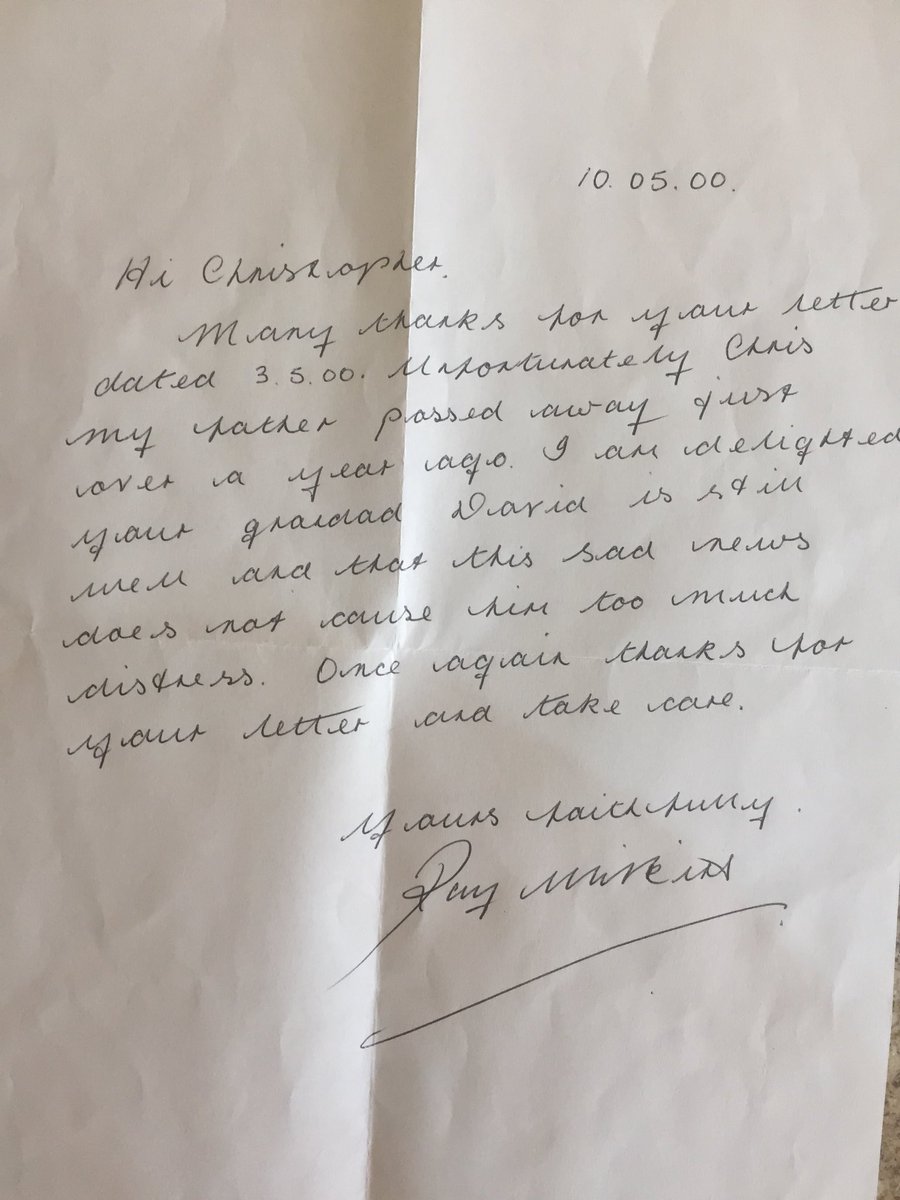 10.05.00.
Hi Christopher.
Many thanks for your letter
dated 3.5.00. Unfortunately Chris
my father passed away just
over a year ago. I am delighted
your grandad David is still
well and that this sad news
does not cause him too much
distress. Once again thanks for
your letter and take care.
Yours faithfully.
Ray